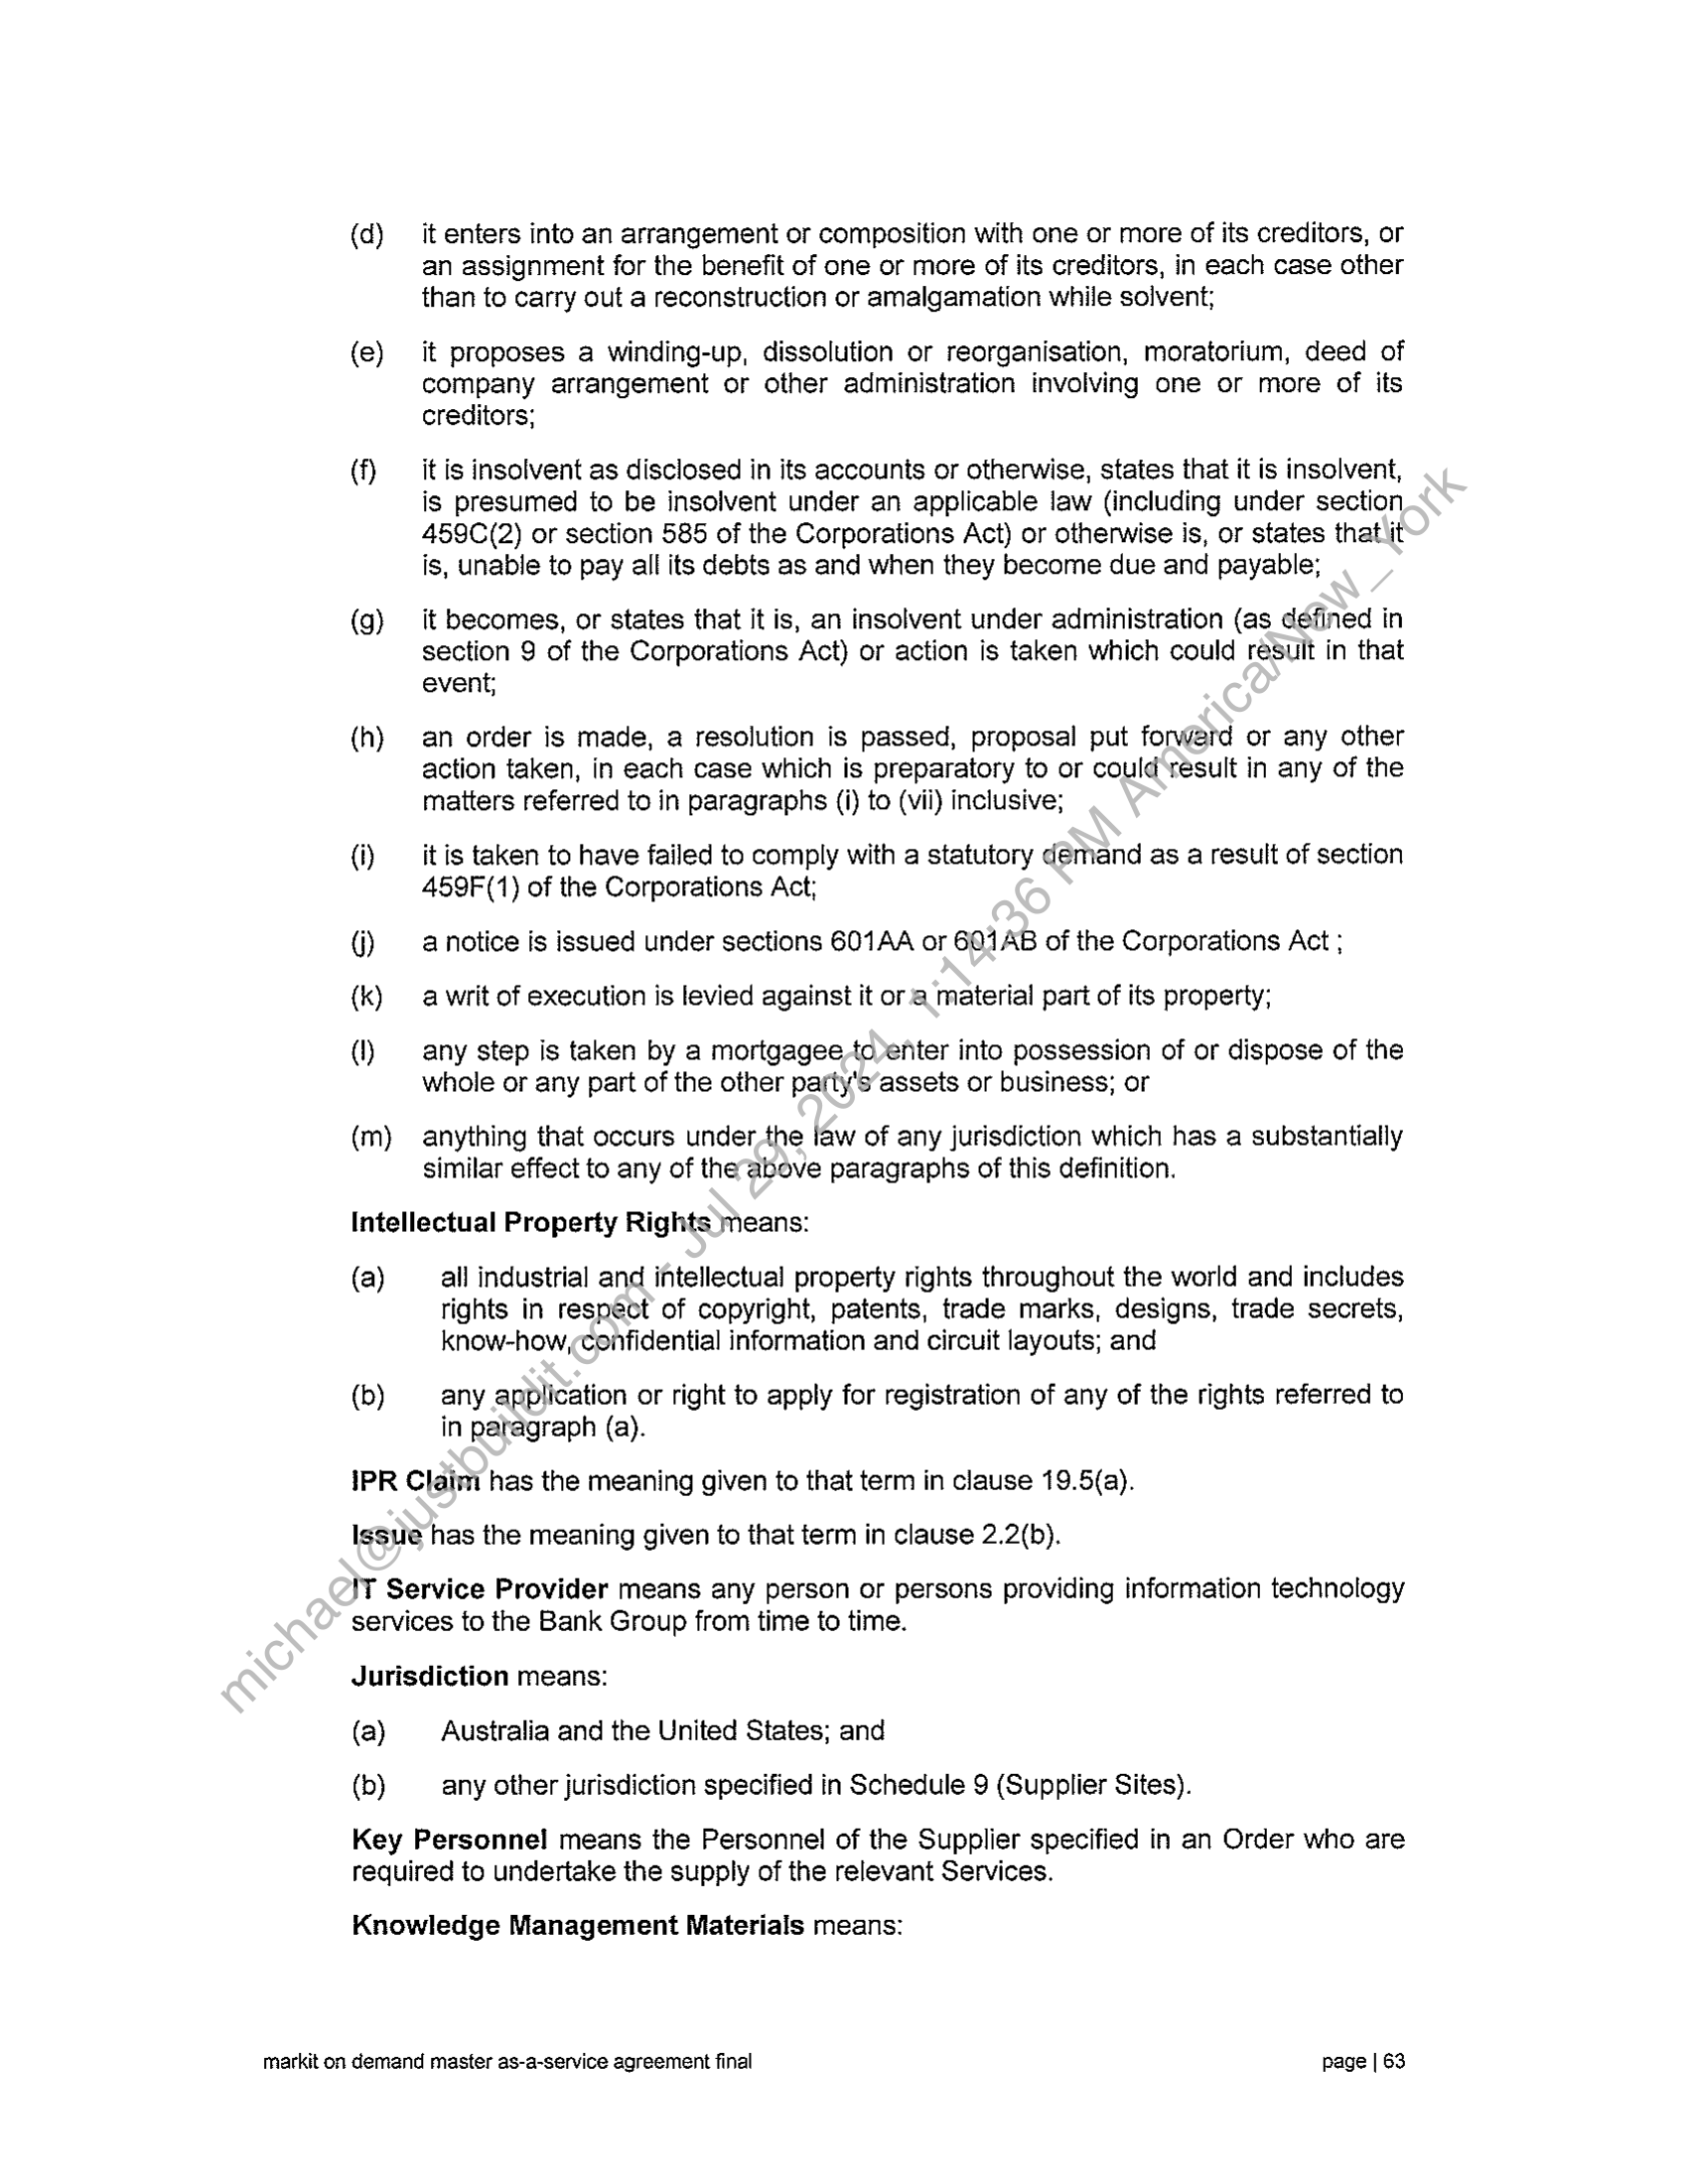 (d) it enters into an arrangement or composition with one or more of its creditors, or
an assignment for the benefit of one or more of its creditors, in each case other
than to carry out a reconstruction or amalgamation while solvent;
(e) it proposes a winding-up, dissolution or reorganisation, moratorium, deed of
company arrangement or other administration involving one or more of its
creditors;
(f) it is insolvent as disclosed in its accounts or otherwise, states that it is insolvent,
is presumed to be insolvent under an applicable law (including under section
459C(2) or section 585 of the Corporations Act) or otherwise is, or states that it
is, unable to pay all its debts as and when they become due and payable;
(g) it becomes, or states that it is, an insolvent under administration (as defined in
section 9 of the Corporations Act) or action is taken which could result in that
event;
(h) an order is made, a resolution is passed, proposal put forward or any other
action taken, in each case which is preparatory to or could result in any of the
matters referred to in paragraphs (i) to (vii) inclusive;
(i) it is taken to have failed to comply with a statutory demand as a result of section
459F(1) of the Corporations Act;
(j) a notice is issued under sections 601AA or 601AB of the Corporations Act ;
(k) a writ of execution is levied against it or a material part of its property;
(l) any step is taken by a mortgagee to enter into possession of or dispose of the
whole or any part of the other party's assets or business; or
(m) anything that occurs under the law of any jurisdiction which has a substantially
similar effect to any of the above paragraphs of this definition.
Intellectual Property Rights means:
(a) all industrial and intellectual property rights throughout the world and includes
rights in respect of copyright, patents, trade marks, designs, trade secrets,
know-how, confidential information and circuit layouts; and
(b) any application or right to apply for registration of any of the rights referred to
in paragraph (a).
IPR Claim has the meaning given to that term in clause 19.5(a).
Issue has the meaning given to that term in clause 2.2(b).
IT Service Provider means any person or persons providing information technology
services to the Bank Group from time to time.
Jurisdiction means:
(a) Australia and the United States; and
(b) any other jurisdiction specified in Schedule 9 (Supplier Sites).
Key Personnel means the Personnel of the Supplier specified in an Order who are
required to undertake the supply of the relevant Services.
Knowledge Management Materials means:
markit on demand master as-a-service agreement final page | 63
michael@justbuildit.com - Jul 29, 2024, 1:14:36 PM America/New_York